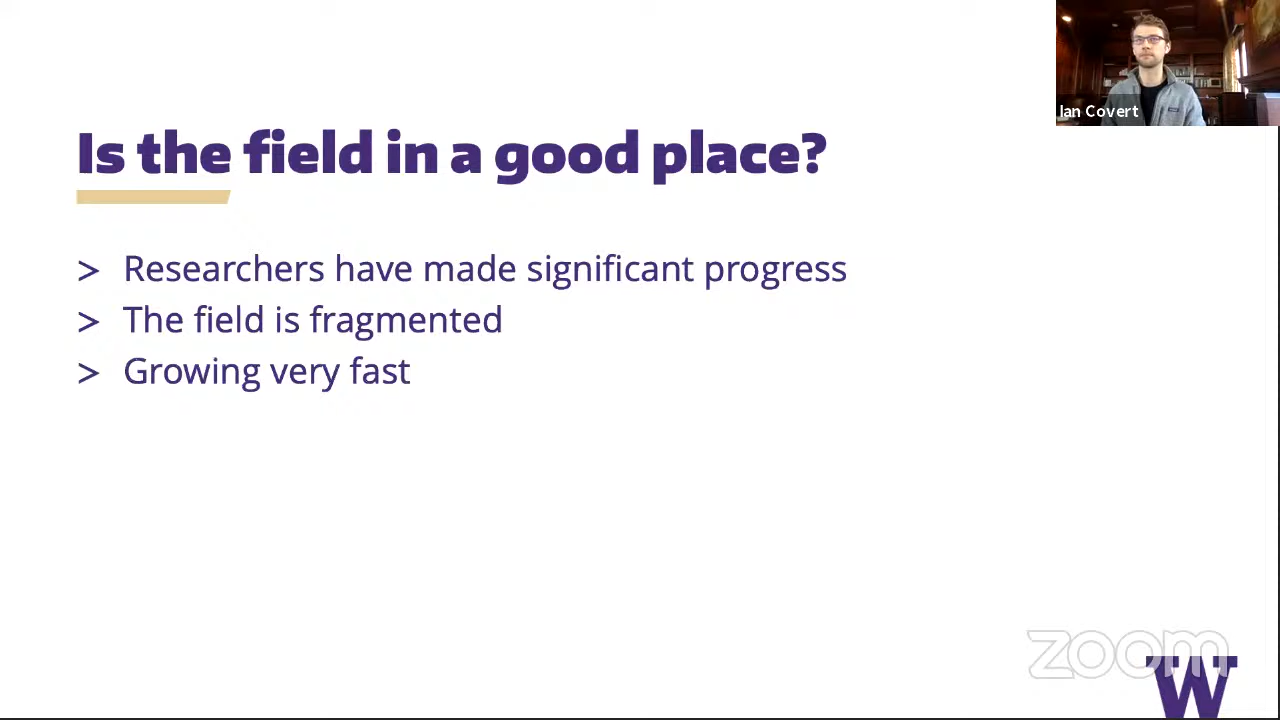 Ian Covert
Is the field in a good place?
> Researchers have made significant progress
> The field is fragmented
> Growing very fast
zoom
W